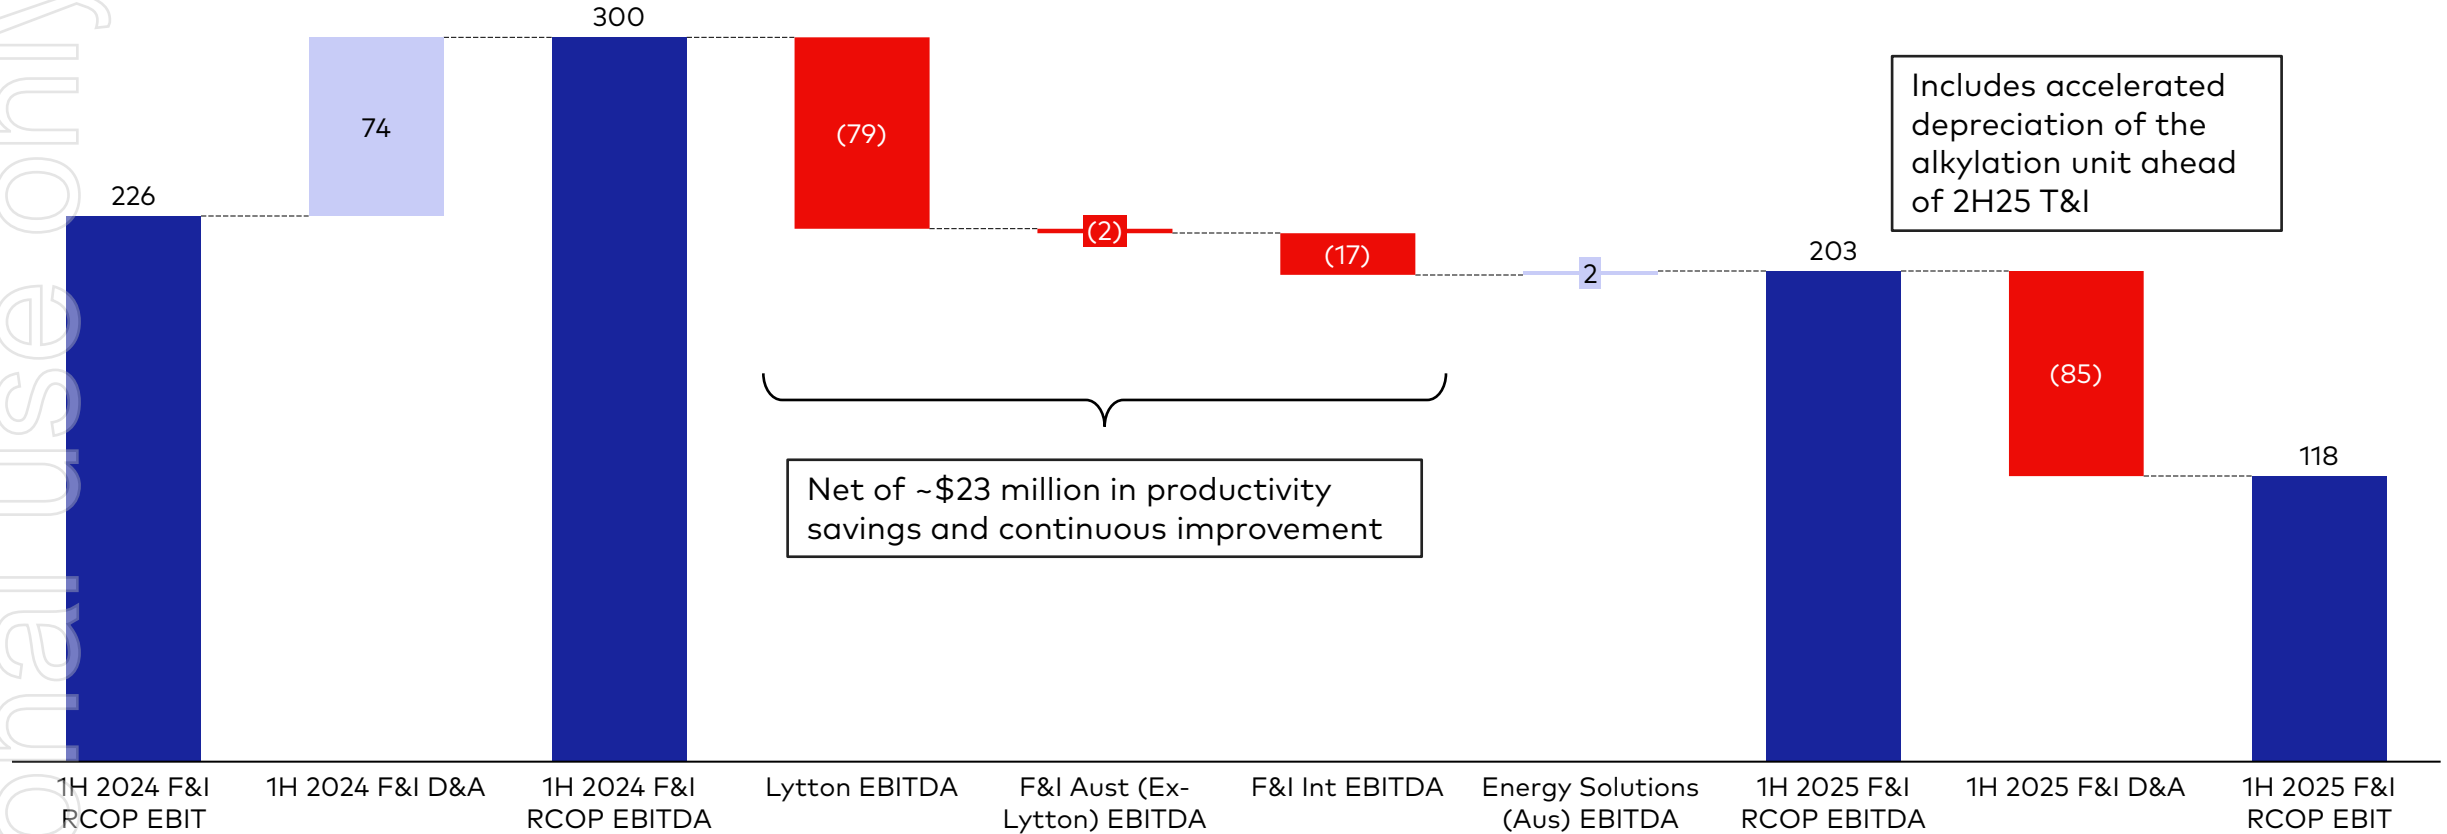 300
74
(79)
226
(2)
(17)
2
203
(85)
118
Includes accelerated
depreciation of the
alkylation unit ahead
of 2H25 T&I
Net of ~$23 million in productivity
savings and continuous improvement
1H 2024 F&I
RCOP EBIT
1H 2024 F&I D&A
1H 2024 F&I
RCOP EBITDA
Lytton EBITDA
F&I Aust (Ex-
Lytton) EBITDA
F&I Int EBITDA
Energy Solutions
(Aus) EBITDA
1H 2025 F&I
RCOP EBITDA
1H 2025 F&I D&A
1H 2025 F&I
RCOP EBIT
use only